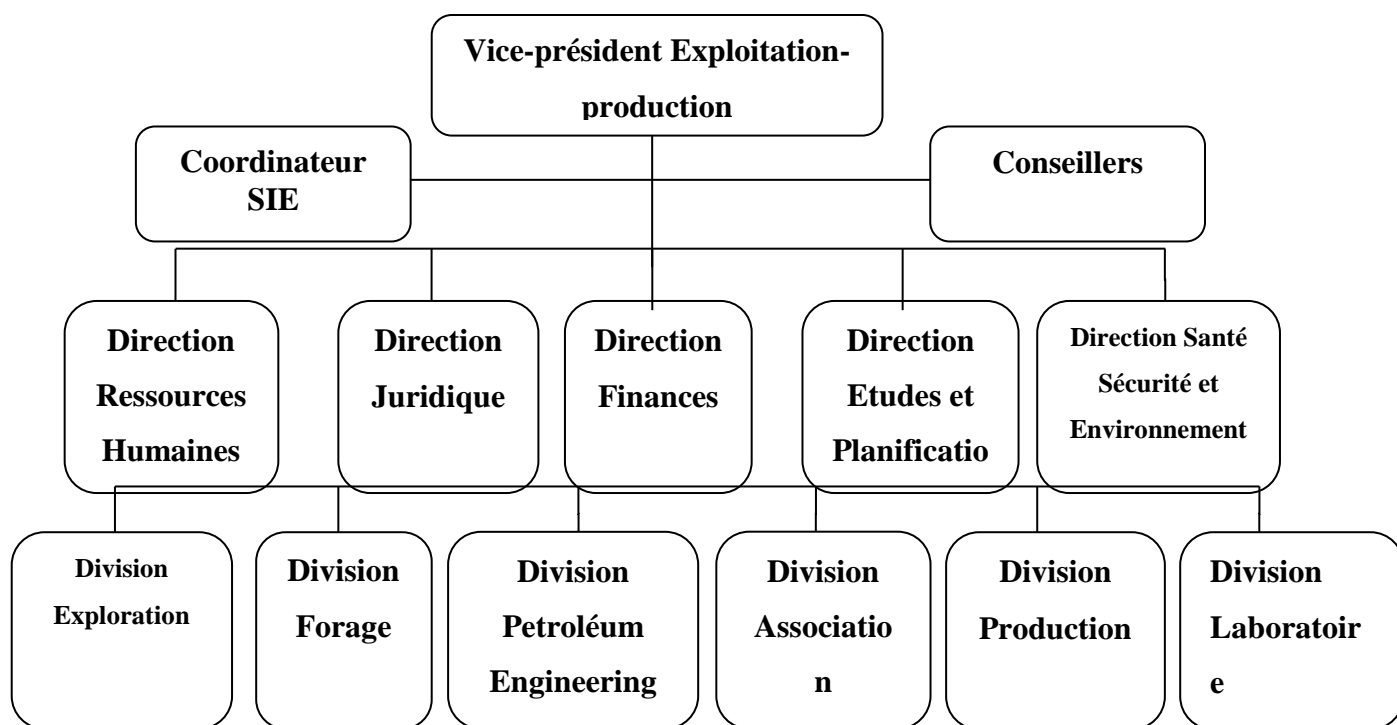 Vice-président Exploitation-
production
Coordinateur
SIE
Conseillers
Direction
Ressources
Humaines
Direction
Juridique
Direction
Finances
Direction
Etudes et
Planificatio
Direction Santé
Sécurité et
Environnement
Division
Exploration
Division
Forage
Division
Petroléum
Engineering
Division
Associatio
n
Division
Production
Division
Laboratoir
e